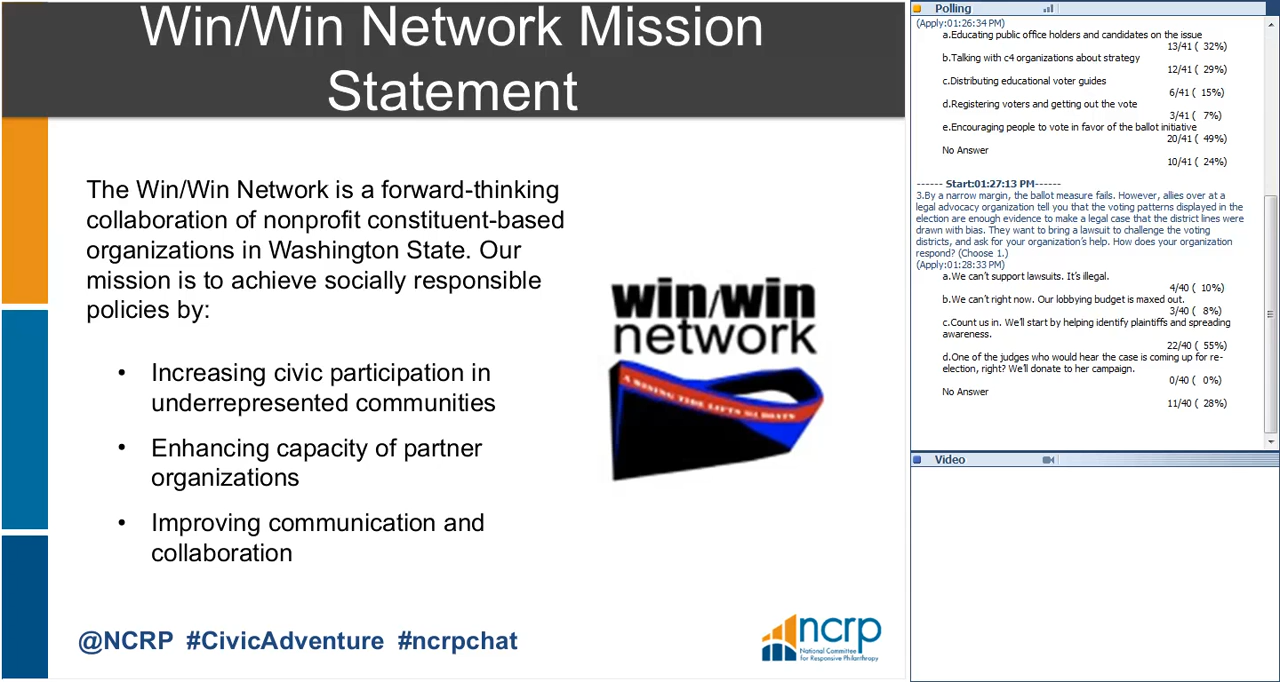 Win/Win Network Mission
Statement
The Win/Win Network is a forward-thinking
collaboration of nonprofit constituent-based
organizations in Washington State. Our
mission is to achieve socially responsible
policies by:
• Increasing civic participation in
underrepresented communities
• Enhancing capacity of partner
organizations
• Improving communication and
collaboration
win/win
network
A RISING TIDE LIFTS ALL BOATS
@NCRP #CivicAdventure #ncrpchat
ncrp
National Committee
for Responsive Philanthropy
Polling
(Apply:01:26:34 PM)
a.Educating public office holders and candidates on the issue
13/41 ( 32%)
b.Talking with c4 organizations about strategy
12/41 ( 29%)
c.Distributing educational voter guides
6/41 ( 15%)
d.Registering voters and getting out the vote
3/41 ( 7%)
e.Encouraging people to vote in favor of the ballot initiative
20/41 ( 49%)
No Answer
10/41 ( 24%)
------ Start:01:27:13 PM------
3.By a narrow margin, the ballot measure fails. However, allies over at a
legal advocacy organization tell you that the voting patterns displayed in the
election are enough evidence to make a legal case that the district lines were
drawn with bias. They want to bring a lawsuit to challenge the voting
districts, and ask for your organization's help. How does your organization
respond? (Choose 1.)
(Apply:01:28:33 PM)
a.We can't support lawsuits. It's illegal.
4/40 ( 10%)
b.We can't right now. Our lobbying budget is maxed out.
3/40 ( 8%)
c.Count us in. We'll start by helping identify plaintiffs and spreading
awareness.
22/40 ( 55%)
d.One of the judges who would hear the case is coming up for re-
election, right? We'll donate to her campaign.
0/40 ( 0%)
No Answer
11/40 ( 28%)
Video